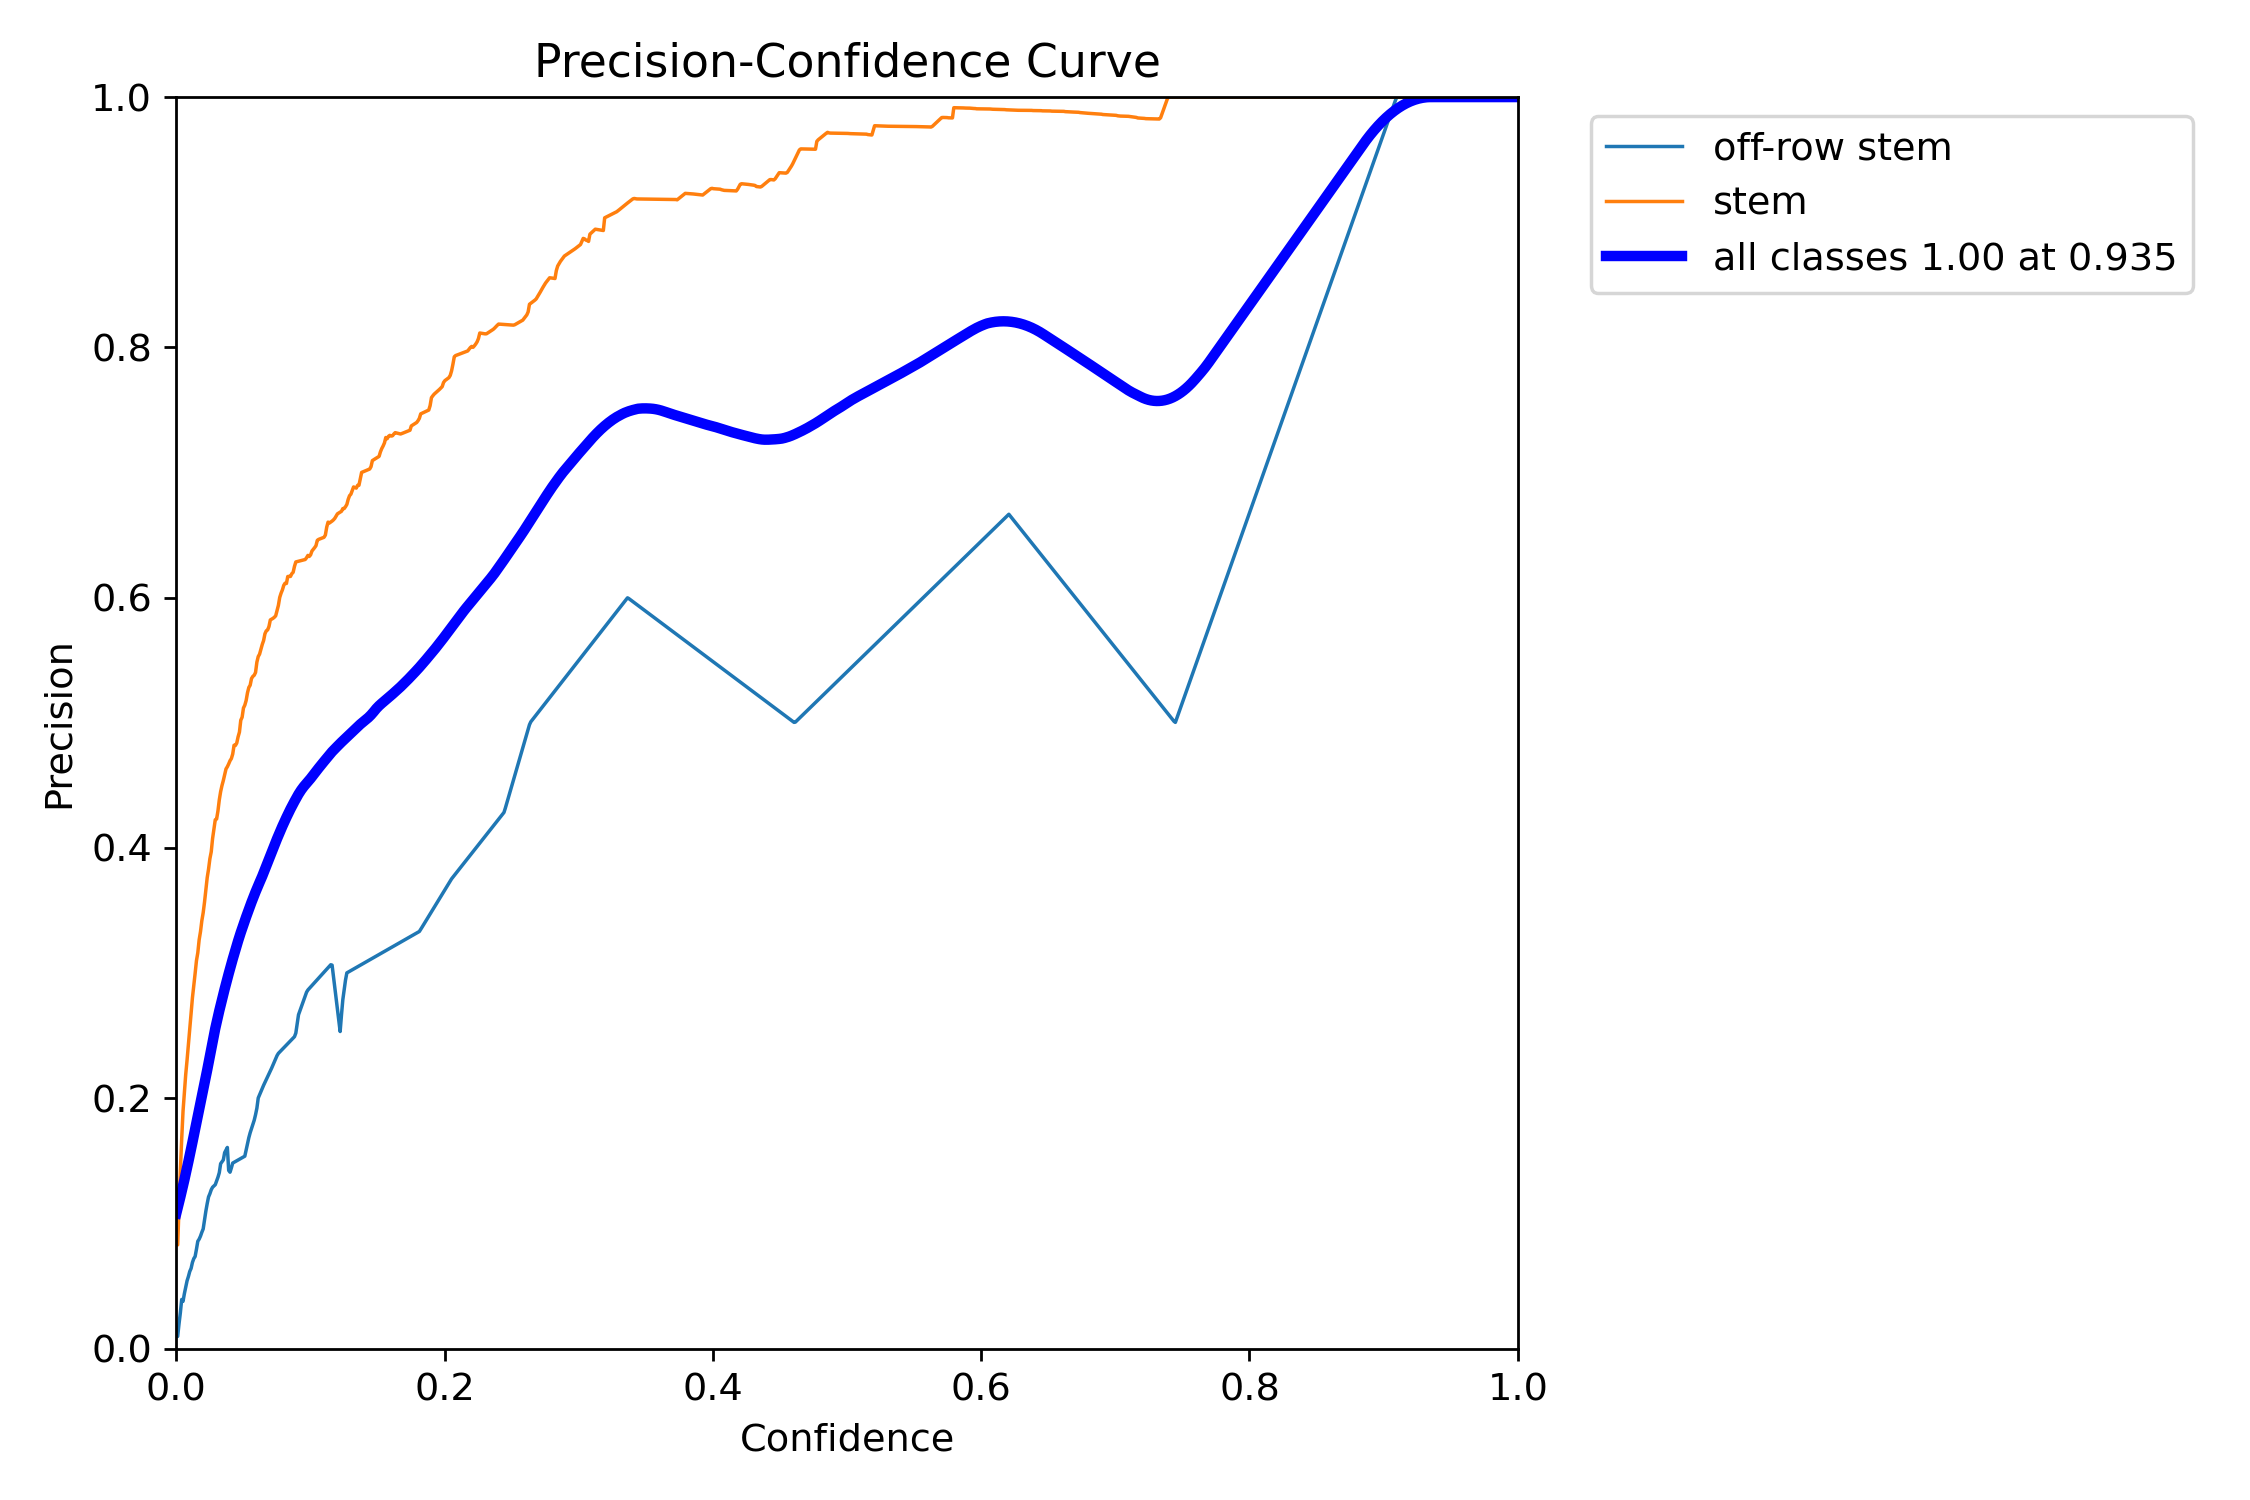 Precision-Confidence Curve
1.0
0.8
0.6
0.4
0.2
0.0
Precision
0.0 0.2 0.4 0.6 0.8 1.0
Confidence
off-row stem
stem
all classes 1.00 at 0.935